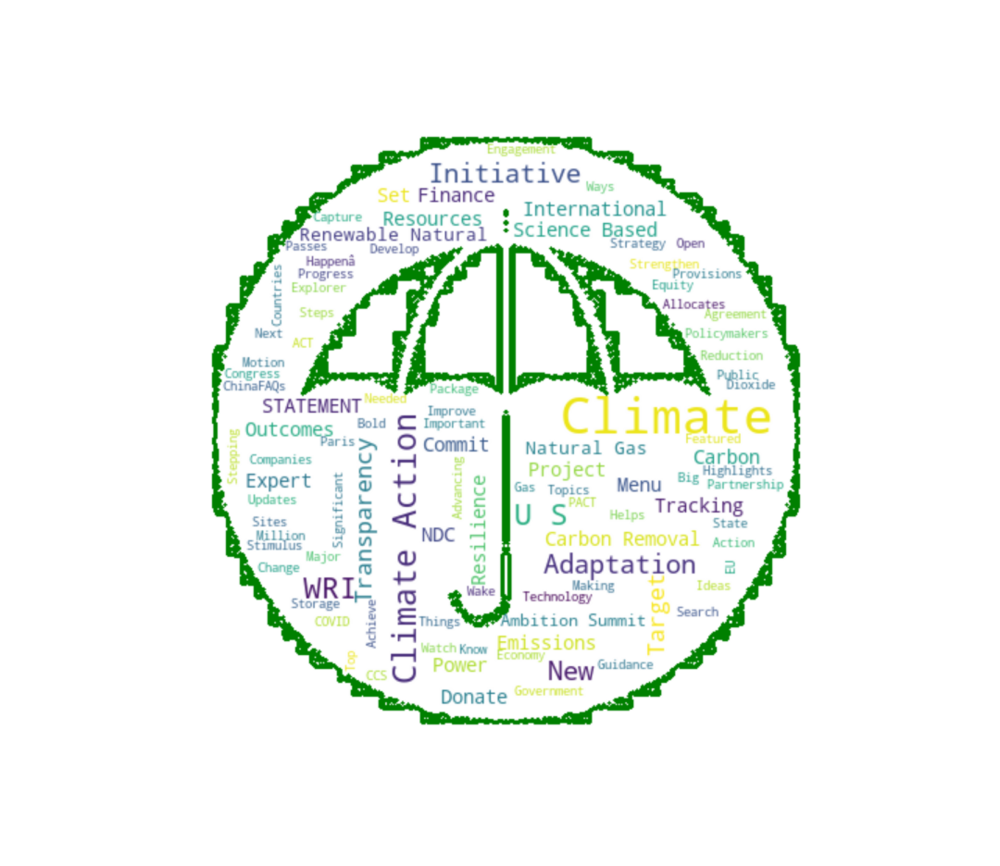 Engagement
Initiative
Ways
Set
Finance
International
Capture
Resources
Science Based
Renewable Natural
Passes
Develop
Strategy
Open
Happenâ
Progress
Strengthen
Provisions
Explorer
Equity
Countries
Allocates
Steps
Agreement
Next
Policymakers
ACT
Motion
Reduction
Congress
ChinaFAQs
Public
Dioxide
Package
STATEMENT
Needed
Climate
Improve
Outcomes
Bold
Important
Paris
Commit
Featured
Natural Gas
Carbon
Stepping
Companies
Transparency
Climate Action
Advancing
Project
Highlights
Expert
Menu
Big
Partnership
Gas
Topics
Updates
Significant
Resilience
U S
PACT
Tracking
Helps
Sites
State
Million
NDC
Carbon Removal
Action
Stimulus
Major
Change
Adaptation
EU
WRI
Wake
Making
Ideas
Technology
Target
Storage
Achieve
Search
COVID
Things
Ambition Summit
Watch
Know
Emissions
Economy
Top
Power
New
Guidance
CCS
Donate
Government